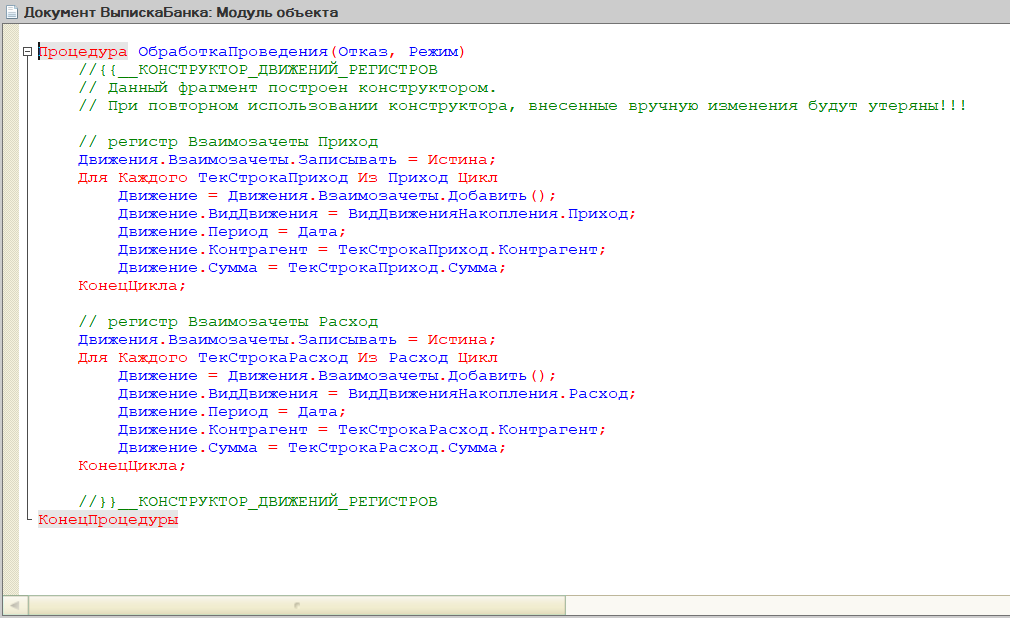 Документ ВыпискаБанка: Модуль объекта
Процедура ОбработкаПроведения(Отказ, Режим)
//{{__КОНСТРУКТОР_ДВИЖЕНИЙ_РЕГИСТРОВ
// Данный фрагмент построен конструктором.
// При повторном использовании конструктора, внесенные вручную изменения будут утеряны!!!
// регистр Взаимозачеты Приход
Движения.Взаимозачеты.Записывать = Истина;
Для Каждого ТекСтрокаПриход Из Приход Цикл
Движение = Движения.Взаимозачеты.Добавить();
Движение.ВидДвижения = ВидДвиженияНакопления.Приход;
Движение.Период = Дата;
Движение.Контрагент = ТекСтрокаПриход.Контрагент;
Движение.Сумма = ТекСтрокаПриход.Сумма;
КонецЦикла;
// регистр Взаимозачеты Расход
Движения.Взаимозачеты.Записывать = Истина;
Для Каждого ТекСтрокаРасход Из Расход Цикл
Движение = Движения.Взаимозачеты.Добавить();
Движение.ВидДвижения = ВидДвиженияНакопления.Расход;
Движение.Период = Дата;
Движение.Контрагент = ТекСтрокаРасход.Контрагент;
Движение.Сумма = ТекСтрокаРасход.Сумма;
КонецЦикла;
//}}__КОНСТРУКТОР_ДВИЖЕНИЙ_РЕГИСТРОВ
КонецПроцедуры